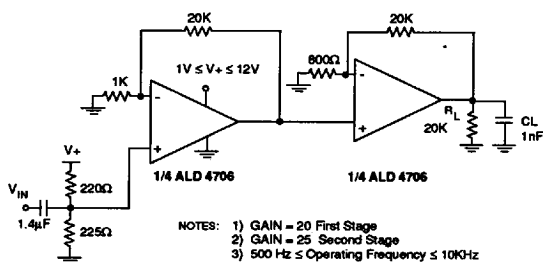 20K
20K
1K
1V ≤ V+ ≤ 12V
800Ω
-
+
-
+
R_L
20K
CL
1nF
1/4 ALD 4706
1/4 ALD 4706
V+
220Ω
V_IN
1.4µF
225Ω
NOTES: 1) GAIN = 20 First Stage
2) GAIN = 25 Second Stage
3) 500 Hz ≤ Operating Frequency ≤ 10KHz